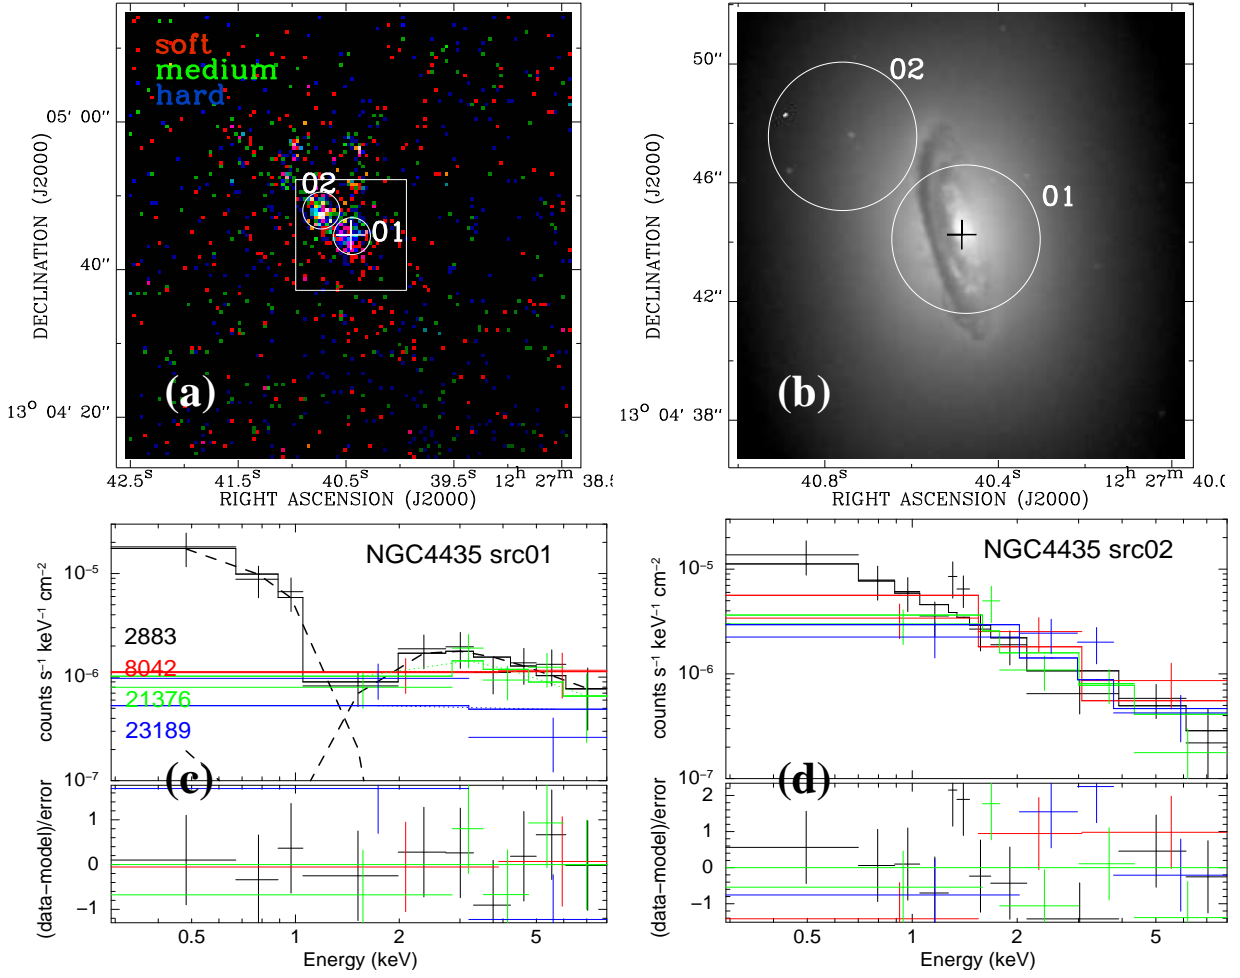 soft
medium
hard
02
01
(a)
05 00"
40"
13° 04' 20"
DECLINATION (J2000)
42.5s 41.5s 40.5s 39.5s 12h 27m 38.5
RIGHT ASCENSION (J2000)
02
01
(b)
50"
46"
42"
13° 04' 38"
DECLINATION (J2000)
40.8s 40.4s 12h 27m 40.0
RIGHT ASCENSION (J2000)
NGC4435 src01
2883
8042
21376
23189
(c)
10−5
10−6
10−7
counts s−1 keV−1 cm−2
1
0
−1
(data−model)/error
0.5 1 2 5
Energy (keV)
NGC4435 src02
(d)
10−5
10−6
10−7
counts s−1 keV−1 cm−2
2
1
0
−1
(data−model)/error
0.5 1 2 5
Energy (keV)